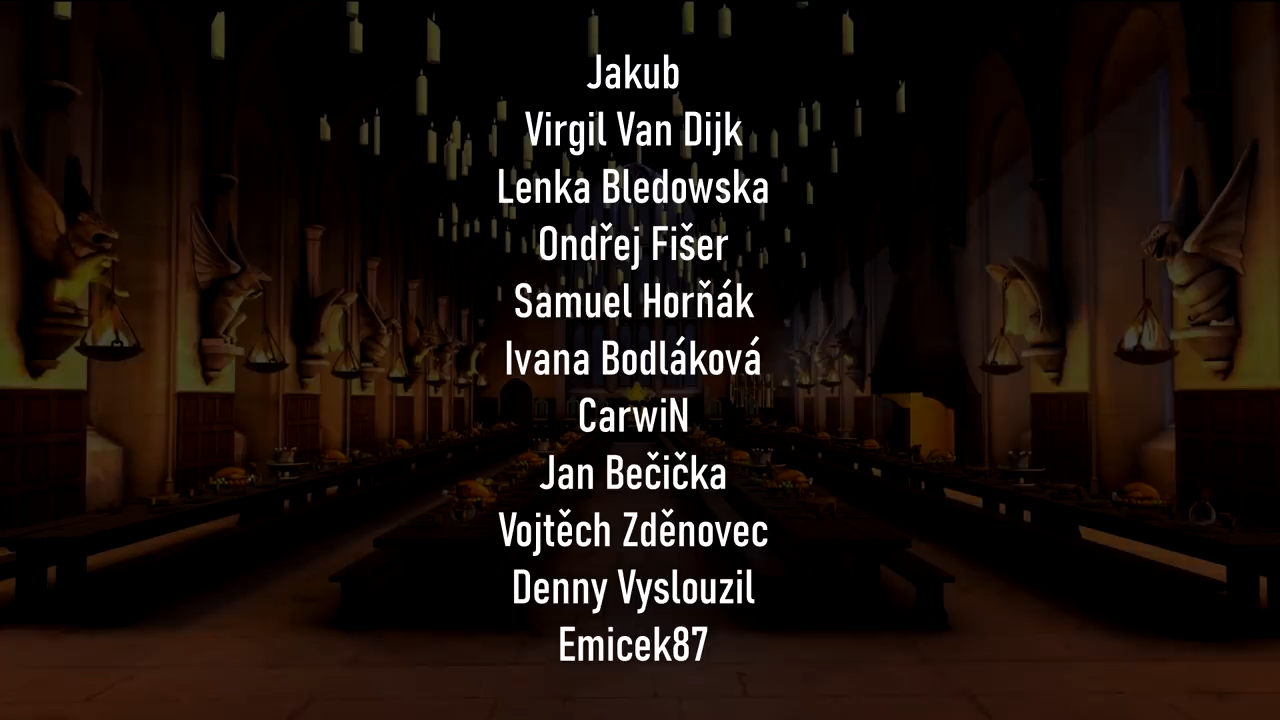 Jakub
Virgil Van Dijk
Lenka Bledowska
Ondřej Fišer
Samuel Horňák
Ivana Bodláková
CarwiN
Jan Bečička
Vojtěch Zděnovec
Denny Vyslouzil
Emicek87